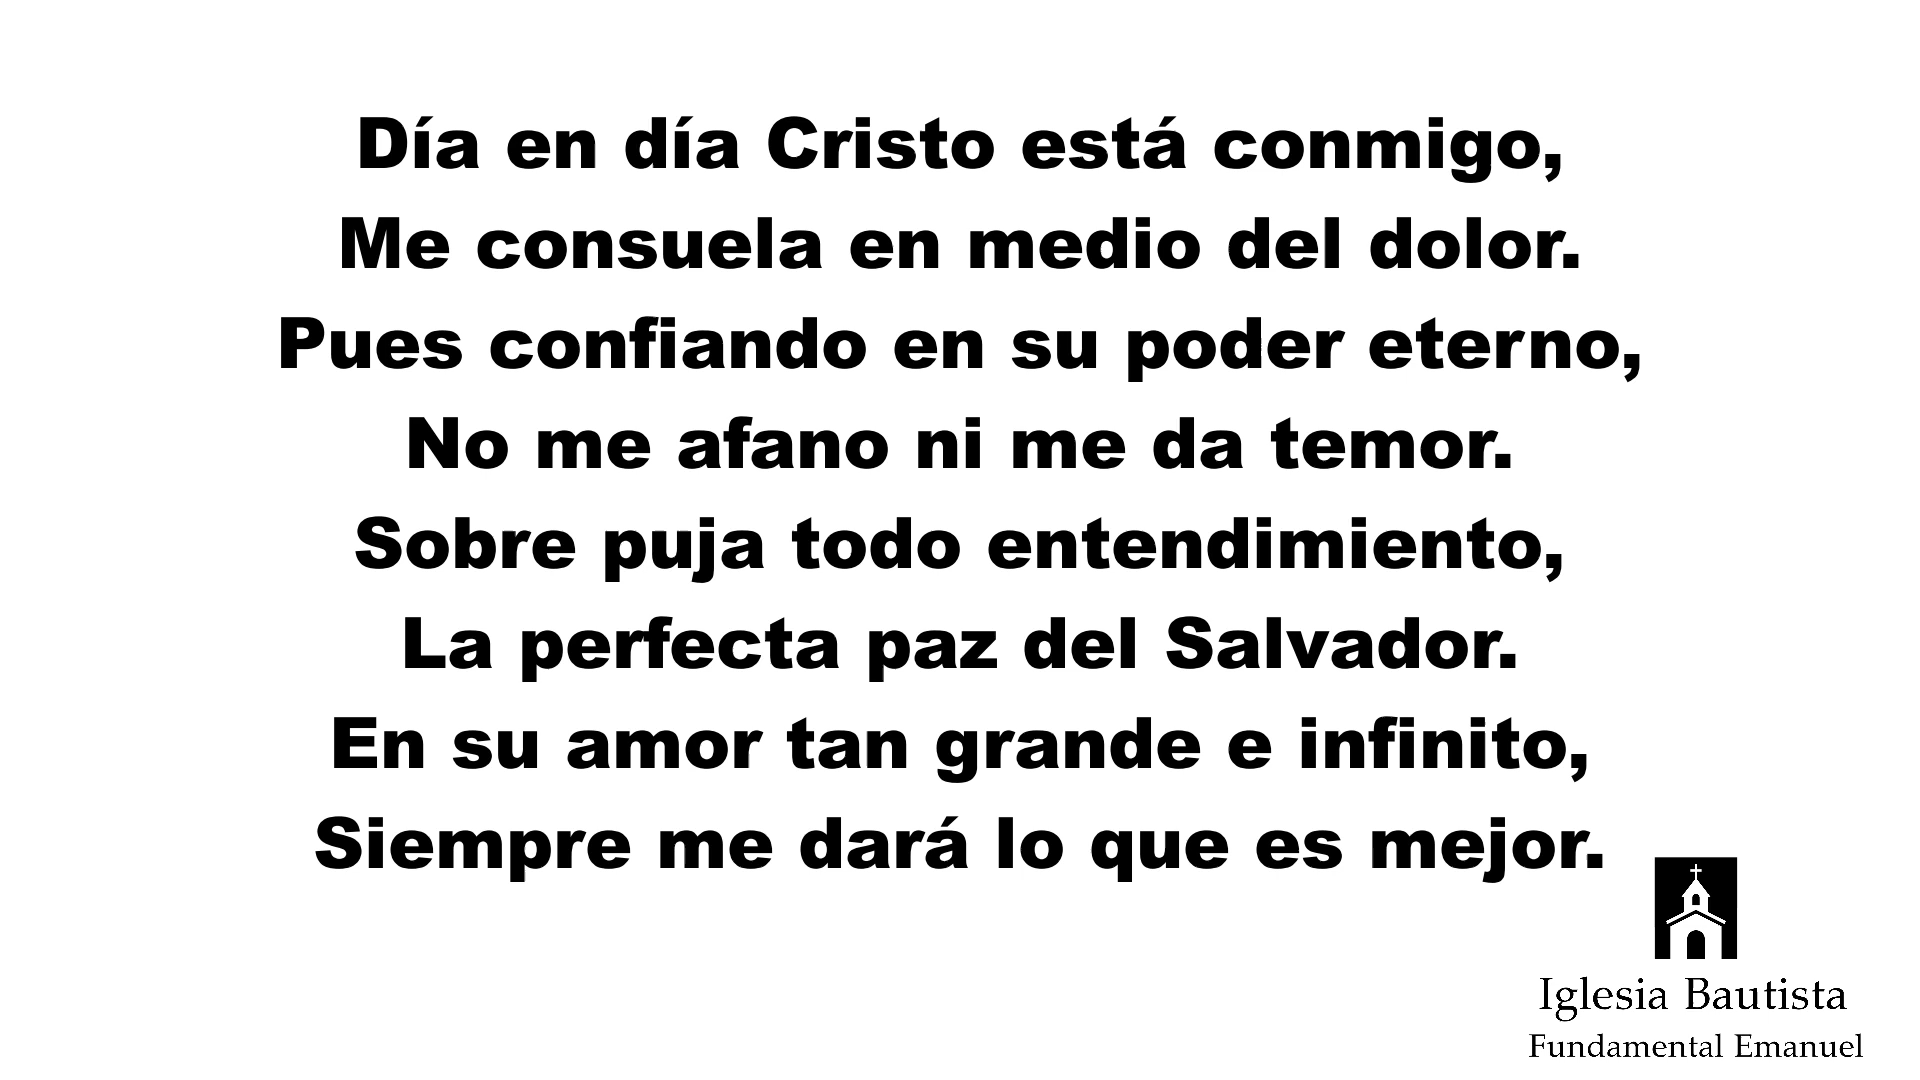 Día en día Cristo está conmigo,
Me consuela en medio del dolor.
Pues confiando en su poder eterno,
No me afano ni me da temor.
Sobre puja todo entendimiento,
La perfecta paz del Salvador.
En su amor tan grande e infinito,
Siempre me dará lo que es mejor.
Iglesia Bautista
Fundamental Emanuel